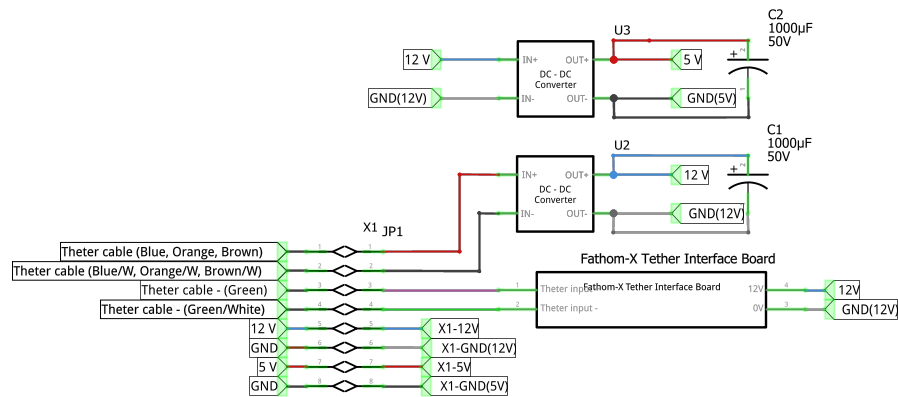 C2
1000µF
50V
U3
12 V
IN+
OUT+
5 V
+
2
DC - DC
Converter
GND(12V)
IN-
OUT-
GND(5V)
1
C1
1000µF
50V
U2
IN+
OUT+
12 V
+
2
DC - DC
Converter
IN-
OUT-
GND(12V)
1
X1 JP1
Theter cable (Blue, Orange, Brown)
1
1
Theter cable (Blue/W, Orange/W, Brown/W)
2
2
Fathom-X Tether Interface Board
Theter cable - (Green)
3
3
1
Theter input +
Fathom-X Tether Interface Board
12V
4
12V
Theter cable - (Green/White)
4
4
2
Theter input -
0V
3
GND(12V)
12 V
5
5
X1-12V
GND
6
6
X1-GND(12V)
5 V
7
7
X1-5V
GND
8
8
X1-GND(5V)